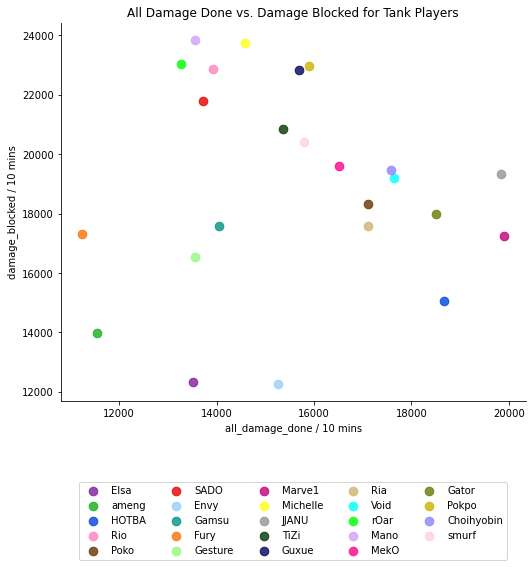 All Damage Done vs. Damage Blocked for Tank Players
24000
22000
20000
18000
16000
14000
12000
damage_blocked / 10 mins
12000 14000 16000 18000 20000
all_damage_done / 10 mins
Elsa SADO Marve1 Ria Gator
ameng Envy Michelle Void Pokpo
HOTBA Gamsu JJANU rOar Choihyobin
Rio Fury TiZi Mano smurf
Poko Gesture Guxue MekO